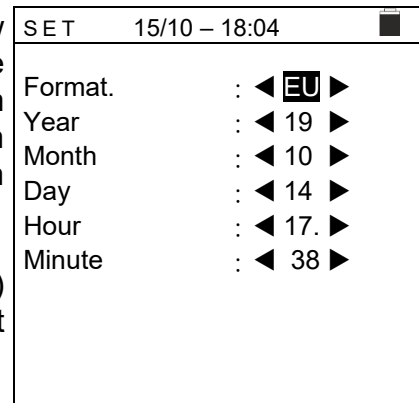 SET 15/10 – 18:04
Format. : ◀ EU ▶
Year : ◀ 19 ▶
Month : ◀ 10 ▶
Day : ◀ 14 ▶
Hour : ◀ 17. ▶
Minute : ◀ 38 ▶